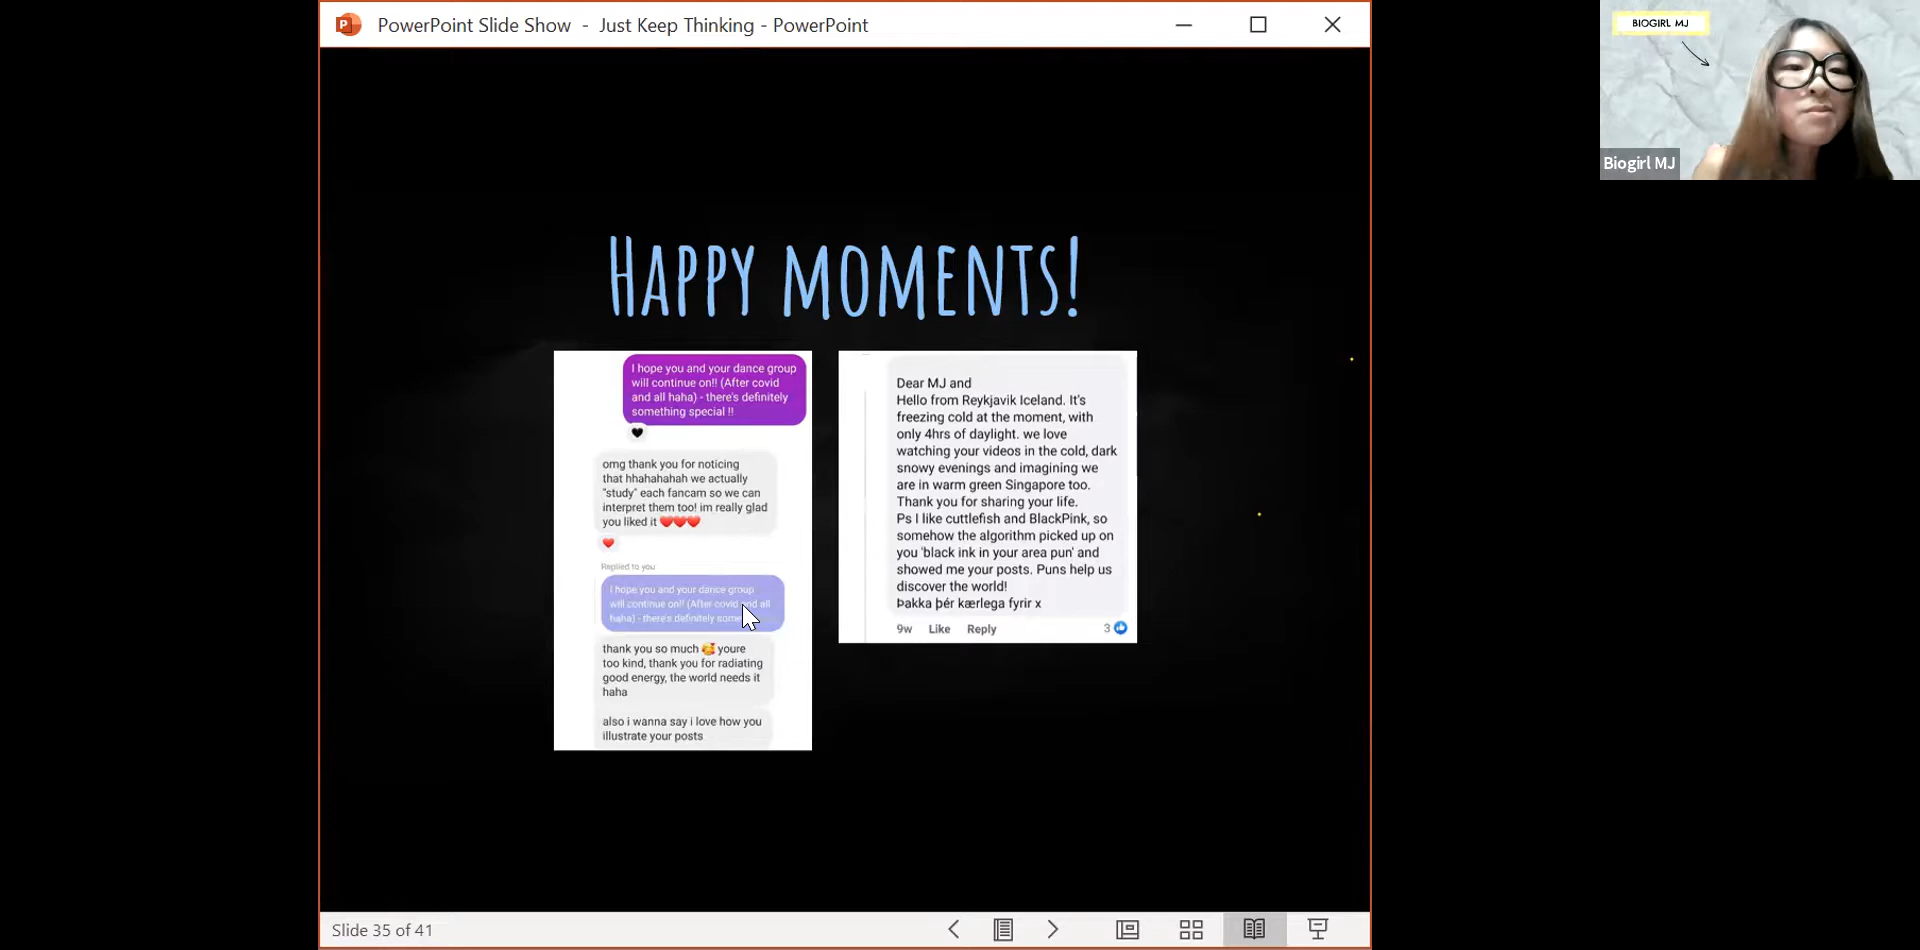 PowerPoint Slide Show - Just Keep Thinking - PowerPoint
BIOGIRL MJ
Biogirl MJ
HAPPY MOMENTS!
I hope you and your dance group
will continue on!! (After covid
and all haha) - there's definitely
something special !!
omg thank you for noticing
that hhahahahah we actually
"study" each fancam so we can
interpret them too! im really glad
you liked it ❤️❤️❤️
Replied to you
I hope you and your dance group
will continue on!! (After covid and all
haha) - there's definitely
thank you so much 🥰 youre
too kind, thank you for radiating
good energy, the world needs it
haha
also i wanna say i love how you
illustrate your posts
Dear MJ and
Hello from Reykjavik Iceland. It's
freezing cold at the moment, with
only 4hrs of daylight. we love
watching your videos in the cold, dark
snowy evenings and imagining we
are in warm green Singapore too.
Thank you for sharing your life.
Ps I like cuttlefish and BlackPink, so
somehow the algorithm picked up on
you 'black ink in your area pun' and
showed me your posts. Puns help us
discover the world!
Þakka þér kærlega fyrir x
9w Like Reply 3
Slide 35 of 41